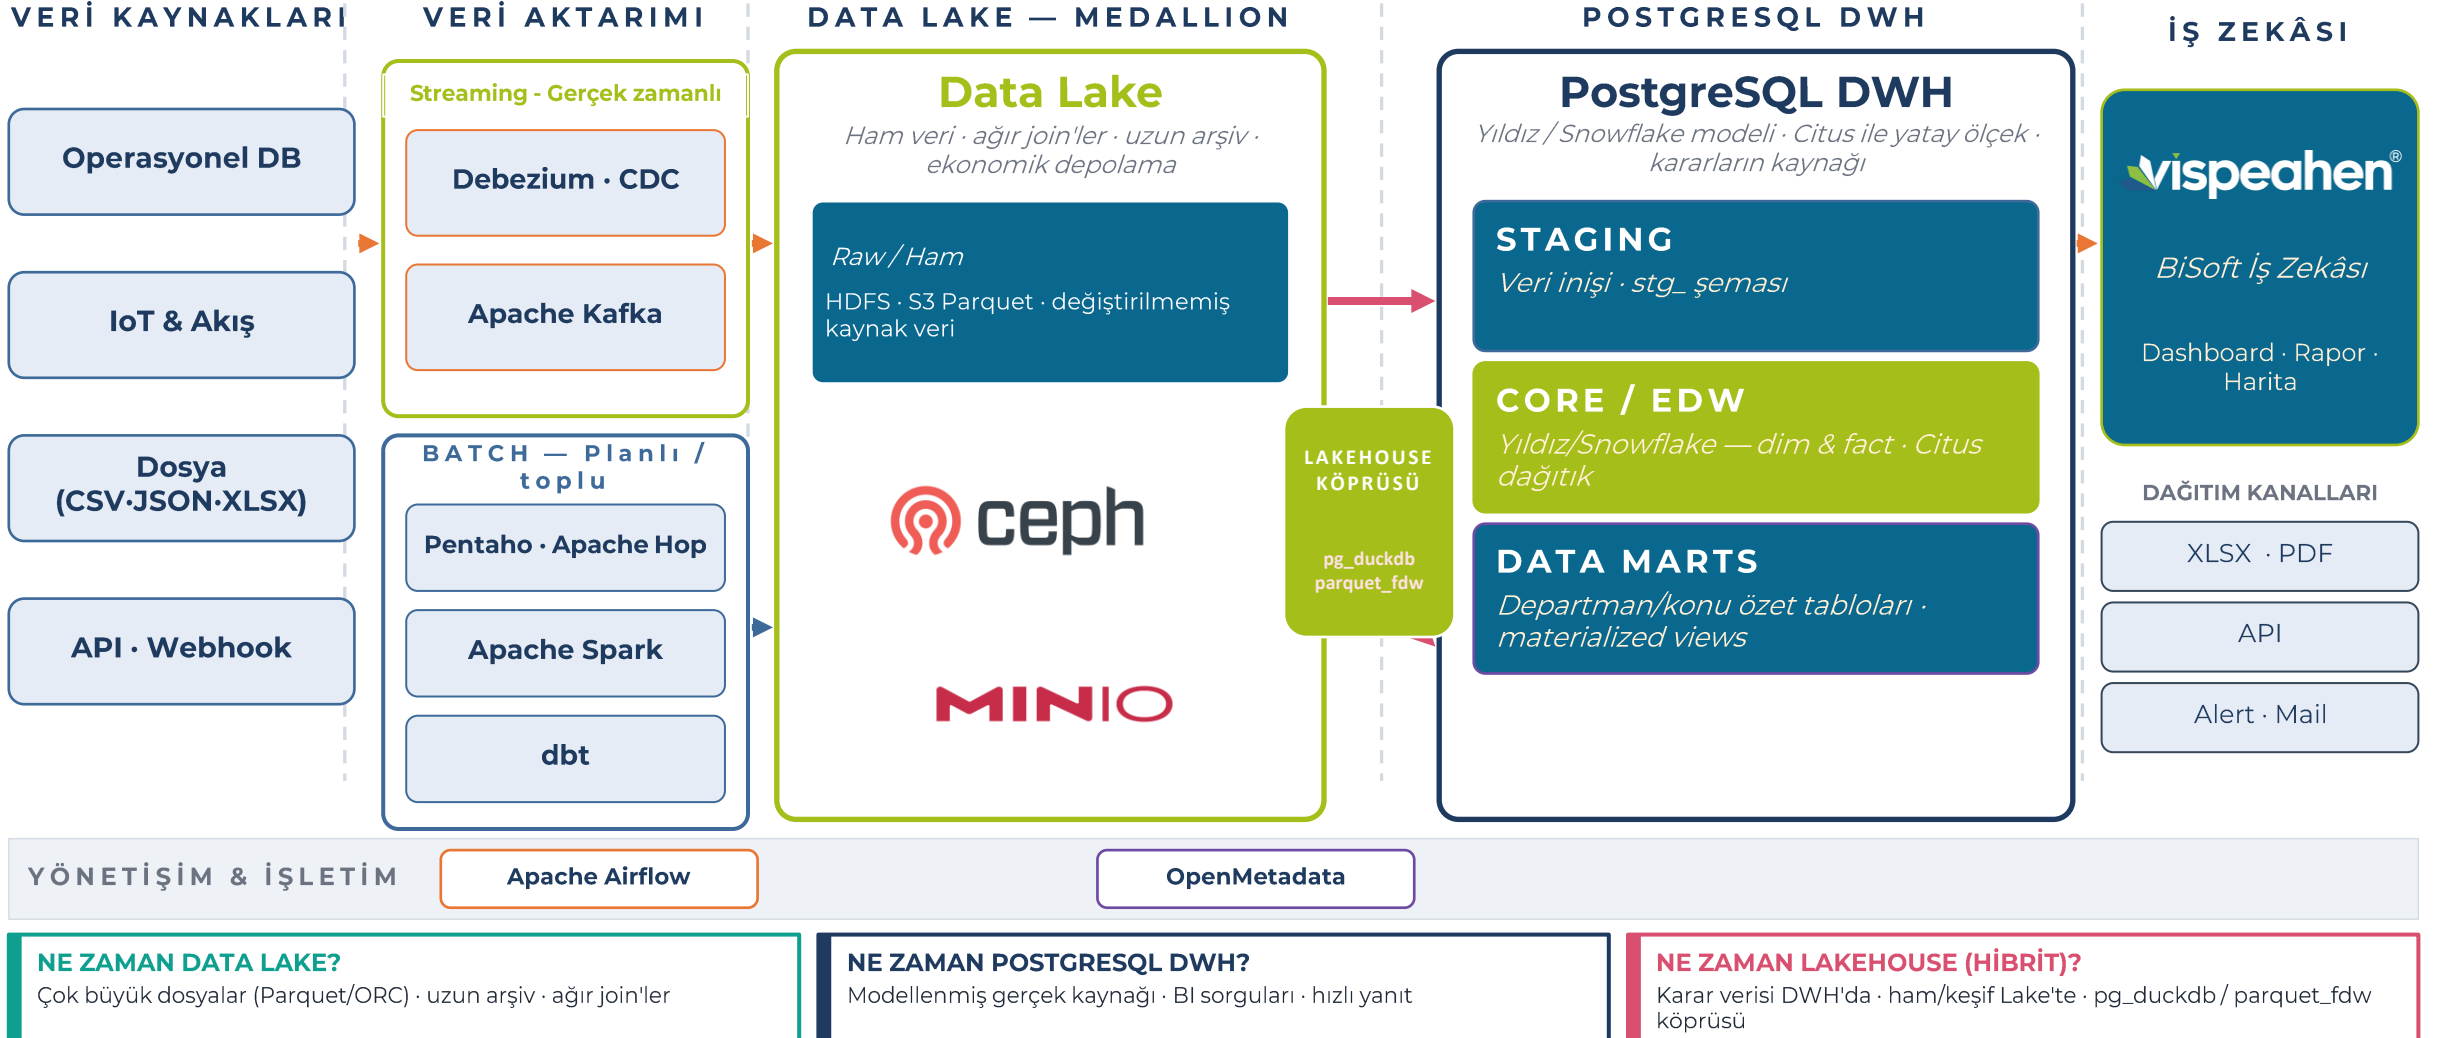 VERİ KAYNAKLARI
Operasyonel DB
IoT & Akış
Dosya
(CSV·JSON·XLSX)
API · Webhook
VERİ AKTARIMI
Streaming - Gerçek zamanlı
Debezium · CDC
Apache Kafka
BATCH — Planlı /
toplu
Pentaho · Apache Hop
Apache Spark
dbt
DATA LAKE — MEDALLION
Data Lake
Ham veri · ağır join'ler · uzun arşiv ·
ekonomik depolama
Raw / Ham
HDFS · S3 Parquet · değiştirilmemiş
kaynak veri
ceph
MINIO
LAKEHOUSE
KÖPRÜSÜ
pg_duckdb
parquet_fdw
POSTGRESQL DWH
PostgreSQL DWH
Yıldız / Snowflake modeli · Citus ile yatay ölçek ·
kararların kaynağı
STAGING
Veri inişi · stg_ şeması
CORE / EDW
Yıldız/Snowflake — dim & fact · Citus
dağıtık
DATA MARTS
Departman/konu özet tabloları ·
materialized views
İŞ ZEKÂSI
vispeahen®
BiSoft İş Zekâsı
Dashboard · Rapor ·
Harita
DAĞITIM KANALLARI
XLSX · PDF
API
Alert · Mail
YÖNETİŞİM & İŞLETİM
Apache Airflow
OpenMetadata
NE ZAMAN DATA LAKE?
Çok büyük dosyalar (Parquet/ORC) · uzun arşiv · ağır join'ler
NE ZAMAN POSTGRESQL DWH?
Modellenmiş gerçek kaynağı · BI sorguları · hızlı yanıt
NE ZAMAN LAKEHOUSE (HİBRİT)?
Karar verisi DWH'da · ham/keşif Lake'te · pg_duckdb / parquet_fdw
köprüsü